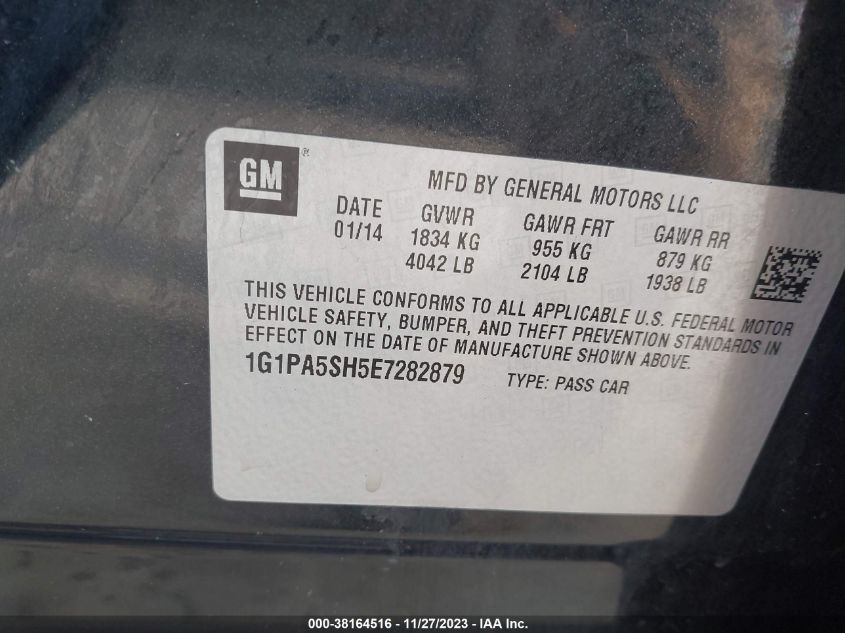 GM®
MFD BY GENERAL MOTORS LLC
DATE GVWR GAWR FRT GAWR RR
01/14 1834 KG 955 KG 879 KG
4042 LB 2104 LB 1938 LB
THIS VEHICLE CONFORMS TO ALL APPLICABLE U.S. FEDERAL MOTOR
VEHICLE SAFETY, BUMPER, AND THEFT PREVENTION STANDARDS IN
EFFECT ON THE DATE OF MANUFACTURE SHOWN ABOVE.
1G1PA5SH5E7282879 TYPE: PASS CAR
000-38164516 - 11/27/2023 - IAA Inc.